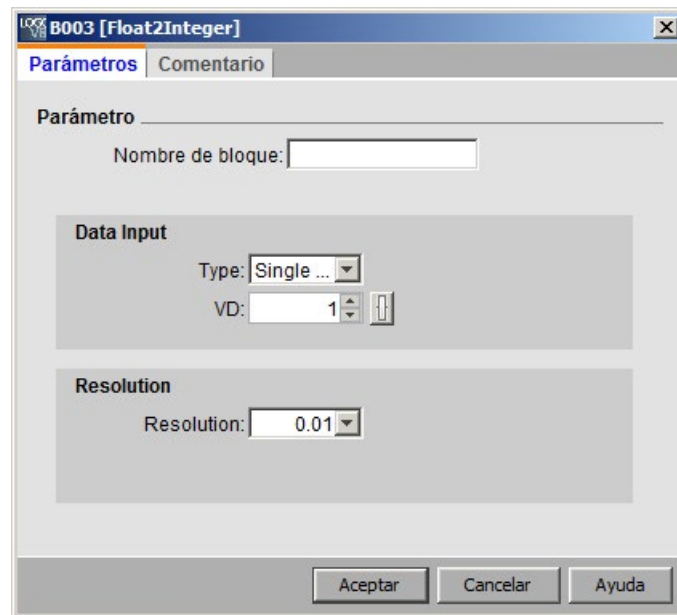 B003 [Float2Integer]
Parámetros Comentario
Parámetro
Nombre de bloque:
Data Input
Type: Single ...
VD: 1
Resolution
Resolution: 0.01
Aceptar Cancelar Ayuda